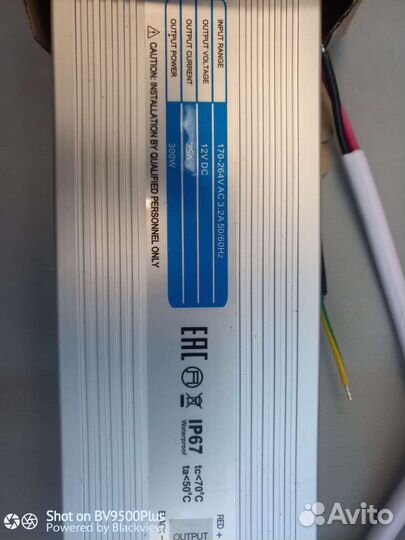 INPUT RANGE 170-264V AC 3.2A 50/60Hz
OUTPUT VOLTAGE 12V DC
OUTPUT CURRENT 25A
OUTPUT POWER 300W
⚠ CAUTION: INSTALLATION BY QUALIFIED PERSONNEL ONLY
EAC
IP67
Waterproof
tc<70°C
ta<50°C
RED +
OUTPUT
Shot on BV9500Plus
Powered by Blackview
Avito